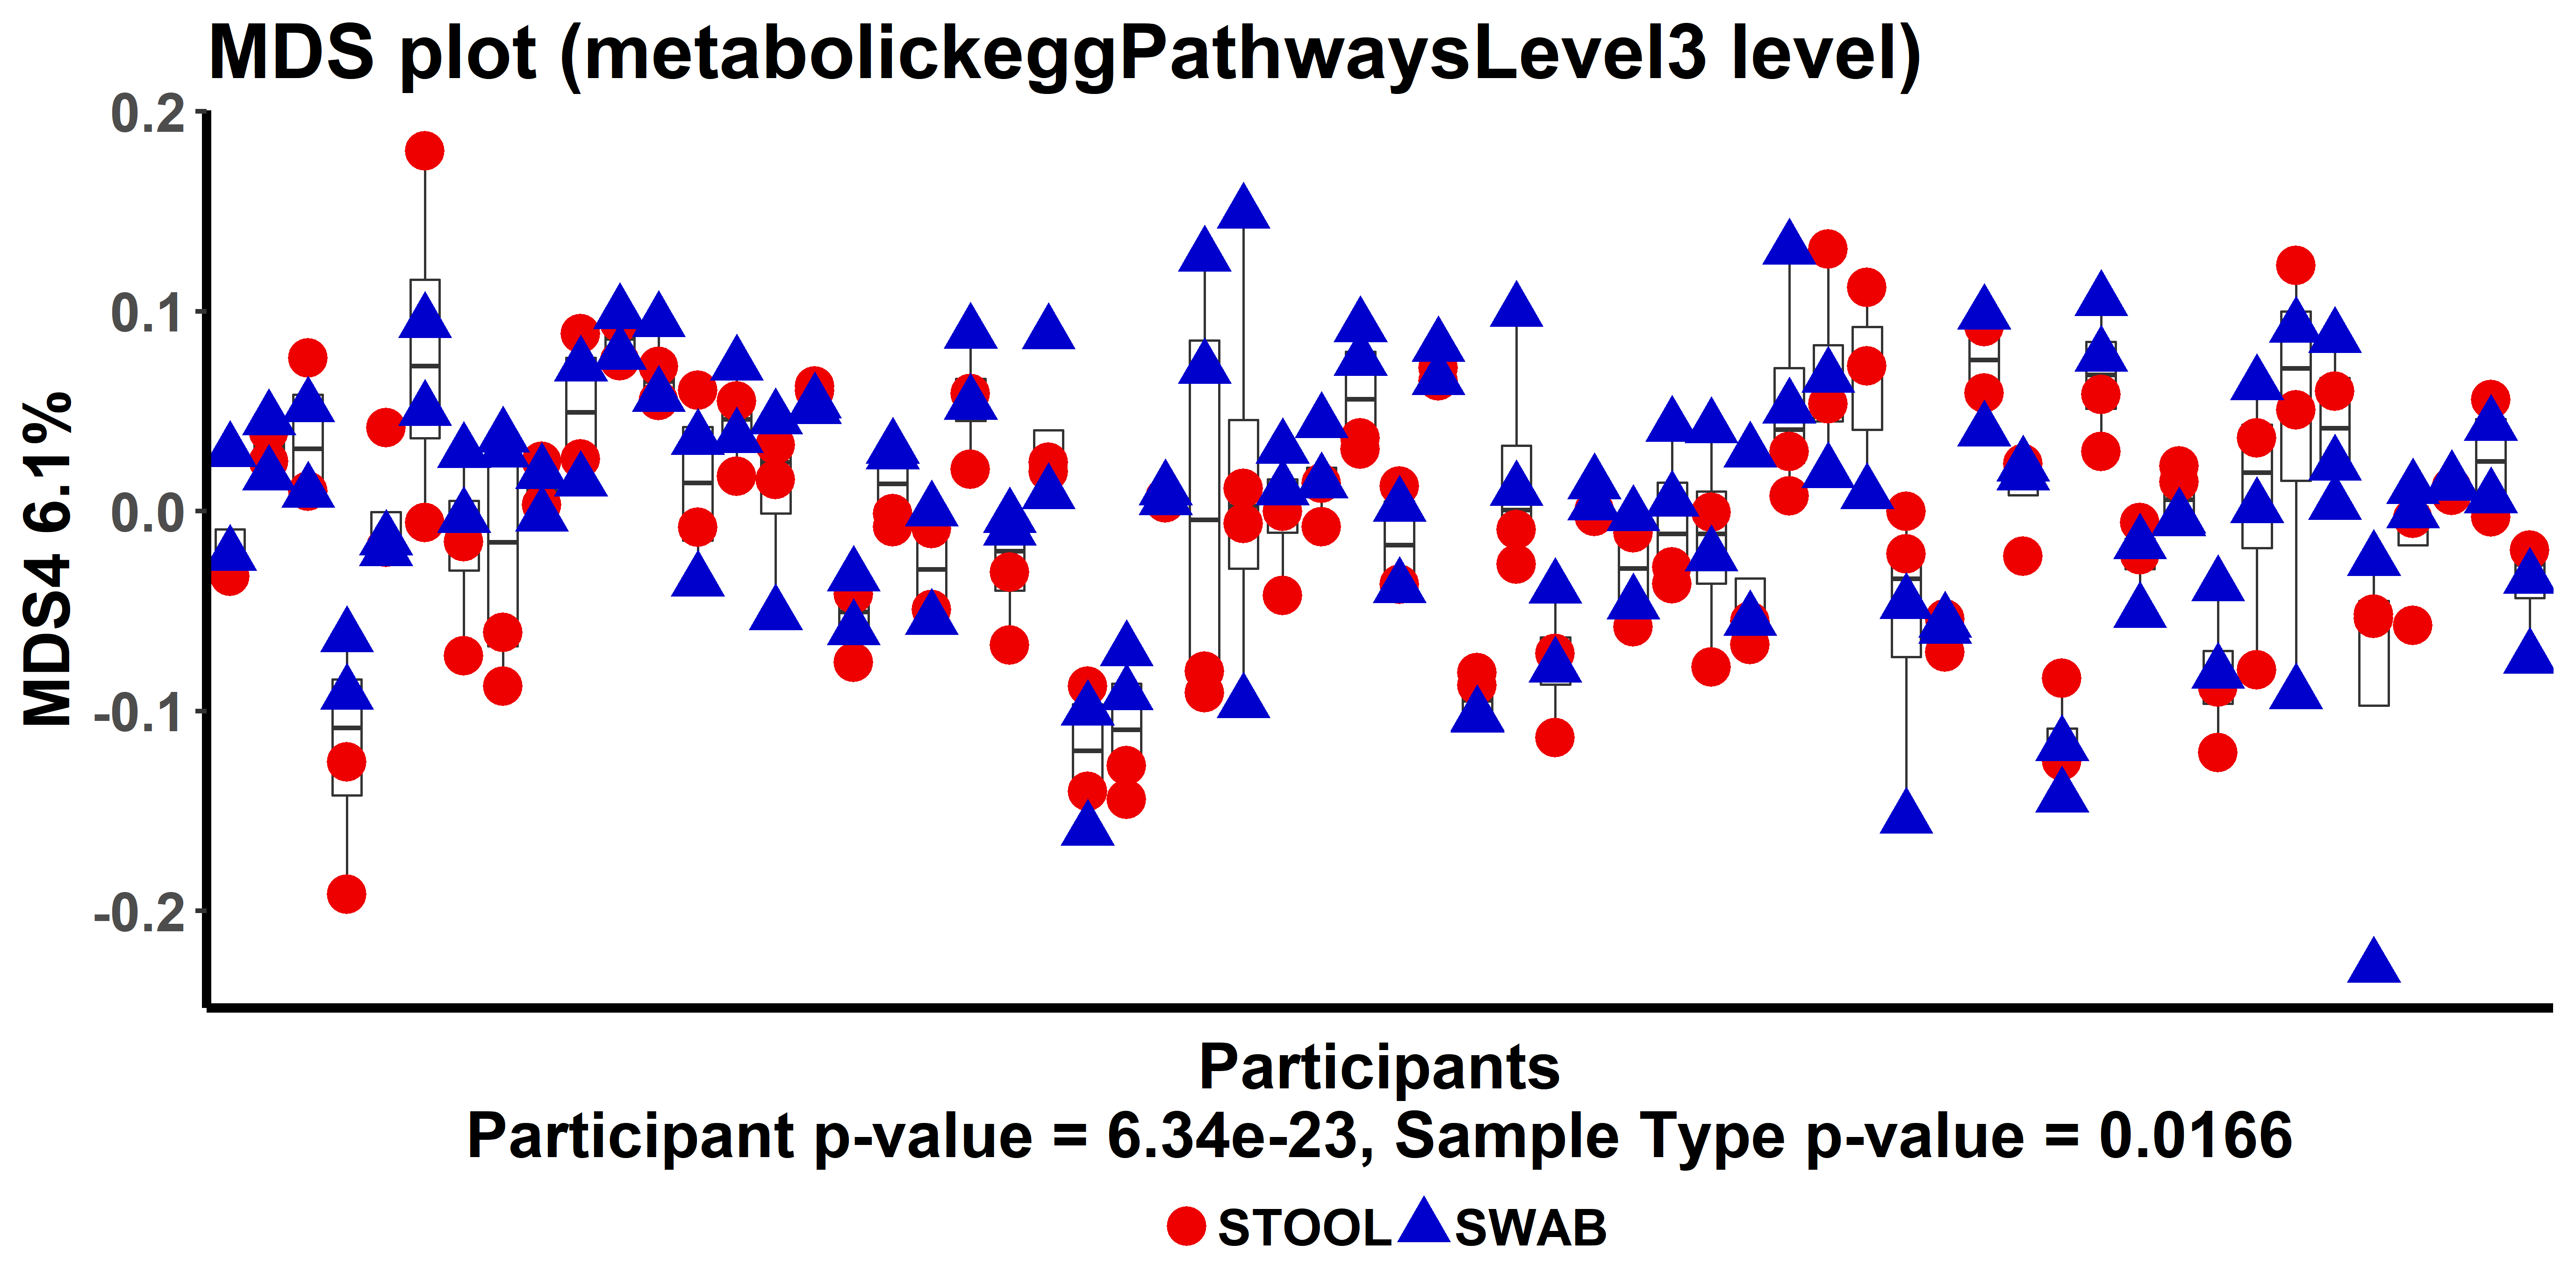 MDS plot (metabolickeggPathwaysLevel3 level)
MDS4 6.1%
0.2
0.1
0.0
-0.1
-0.2
Participants
Participant p-value = 6.34e-23, Sample Type p-value = 0.0166
STOOL SWAB